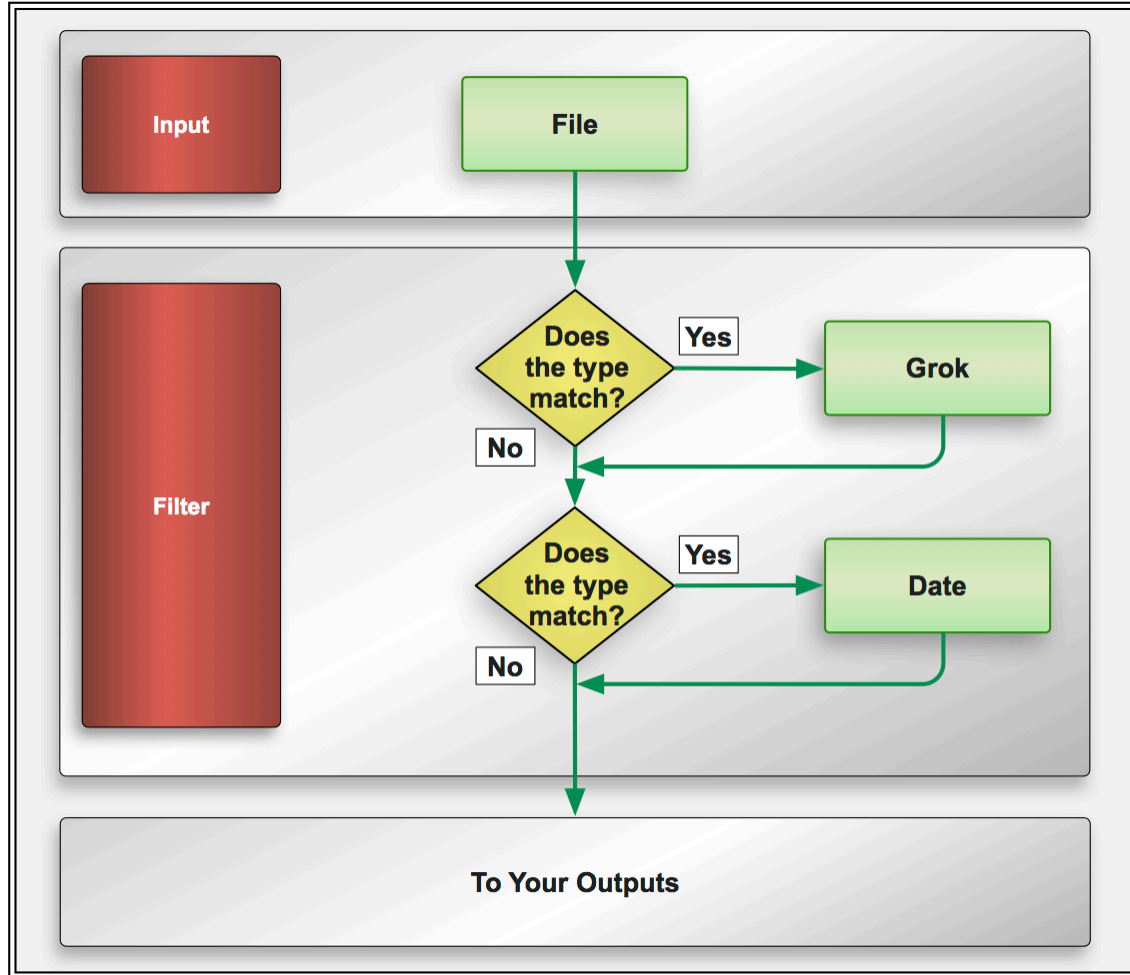 Input
File
Does
the type
match?
Yes
Grok
No
Filter
Does
the type
match?
Yes
Date
No
To Your Outputs